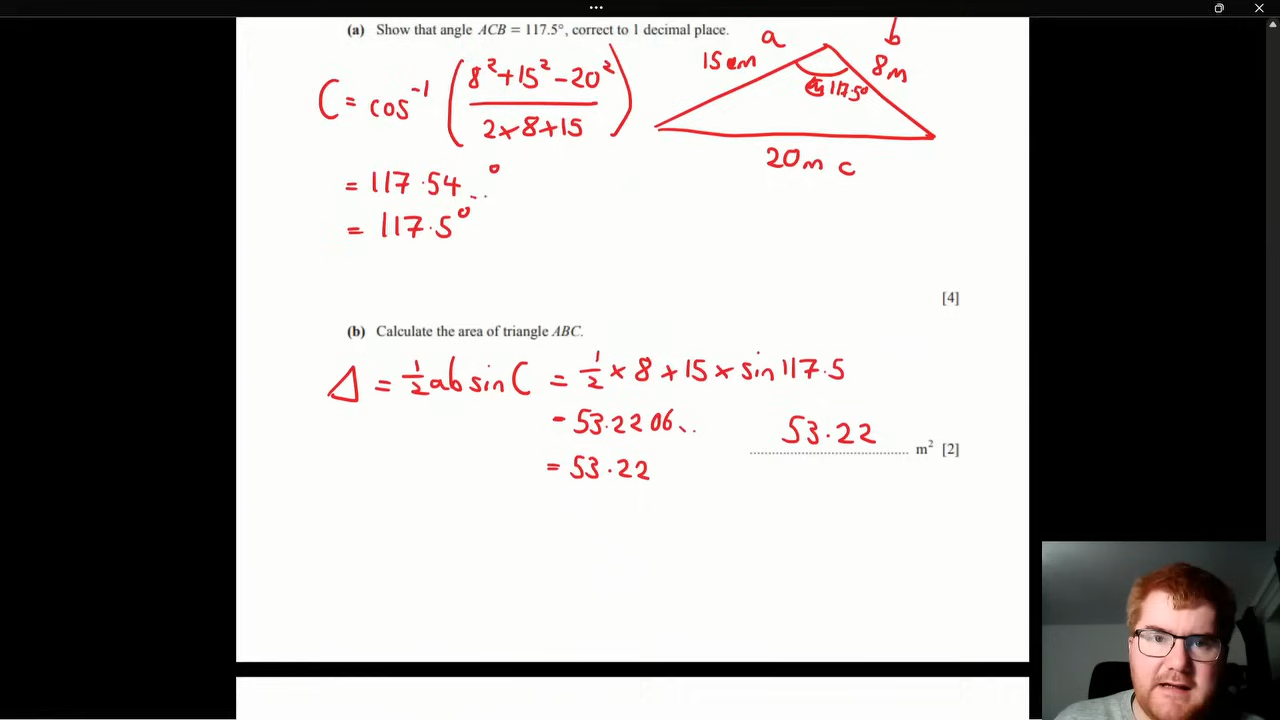 (a) Show that angle ACB = 117.5°, correct to 1 decimal place.
a
b
15cm
8m
117.5°
20m c
C = cos⁻¹ ( 8² + 15² - 20² / 2 × 8 × 15 )
= 117.54..°
= 117.5°
[4]
(b) Calculate the area of triangle ABC.
Δ = ½ab sin C = ½ × 8 × 15 × sin 117.5
= 53.2206..
= 53.22
53.22
.......................................... m² [2]